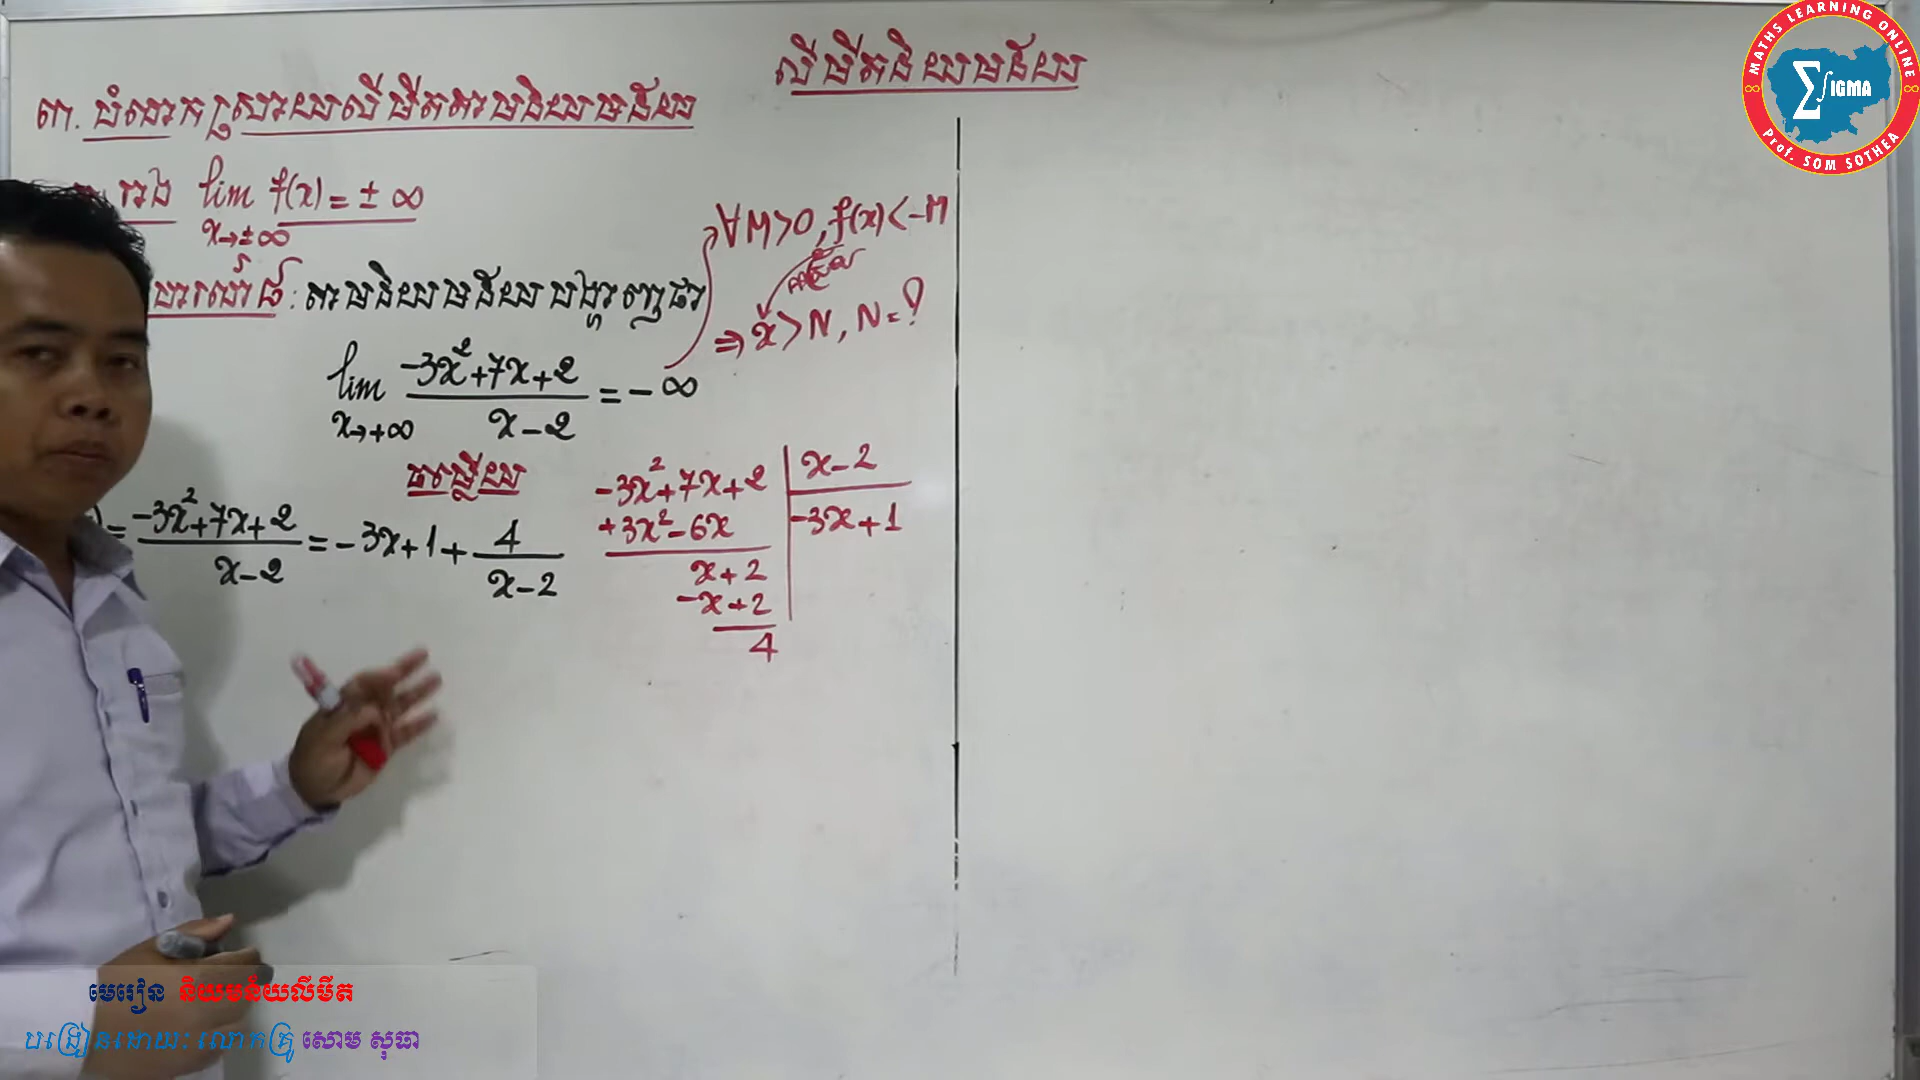 លីមីតនិយមន័យ
៣. បំណកស្រាយលីមីតតាមនិយមន័យ
រាង lim f(x) = ± ∞
x→±∞
∀M>0, f(x)<-M
ឧទាហរណ៍៖ តាមនិយមន័យបង្ហាញថា
⇒ x>N, N=?
lim -3x²+7x+2 / x-2 = -∞
x→+∞
ចម្លើយ
-3x²+7x+2 | x-2
+3x²-6x | -3x+1
x+2
-x+2
4
= -3x²+7x+2 / x-2 = -3x+1+ 4 / x-2
MATHS LEARNING ONLINE
∑∫IGMA
Prof. SOM SOTHEA
មេរៀន និយមន័យលីមីត
បង្រៀនដោយ: លោកគ្រូ សោម សុធា